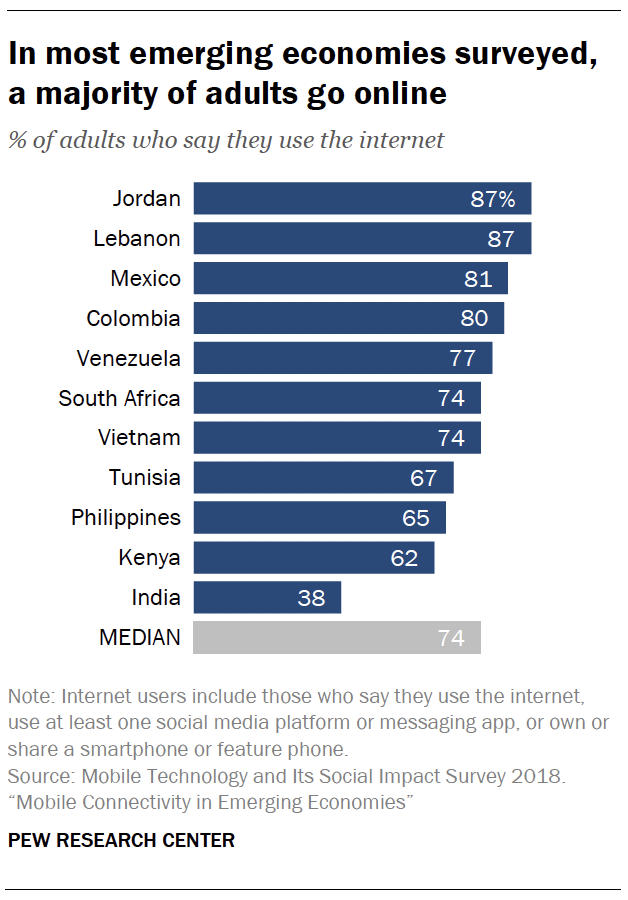 In most emerging economies surveyed,
a majority of adults go online
% of adults who say they use the internet
Jordan 87%
Lebanon 87
Mexico 81
Colombia 80
Venezuela 77
South Africa 74
Vietnam 74
Tunisia 67
Philippines 65
Kenya 62
India 38
MEDIAN 74
Note: Internet users include those who say they use the internet,
use at least one social media platform or messaging app, or own or
share a smartphone or feature phone.
Source: Mobile Technology and Its Social Impact Survey 2018.
“Mobile Connectivity in Emerging Economies”
PEW RESEARCH CENTER